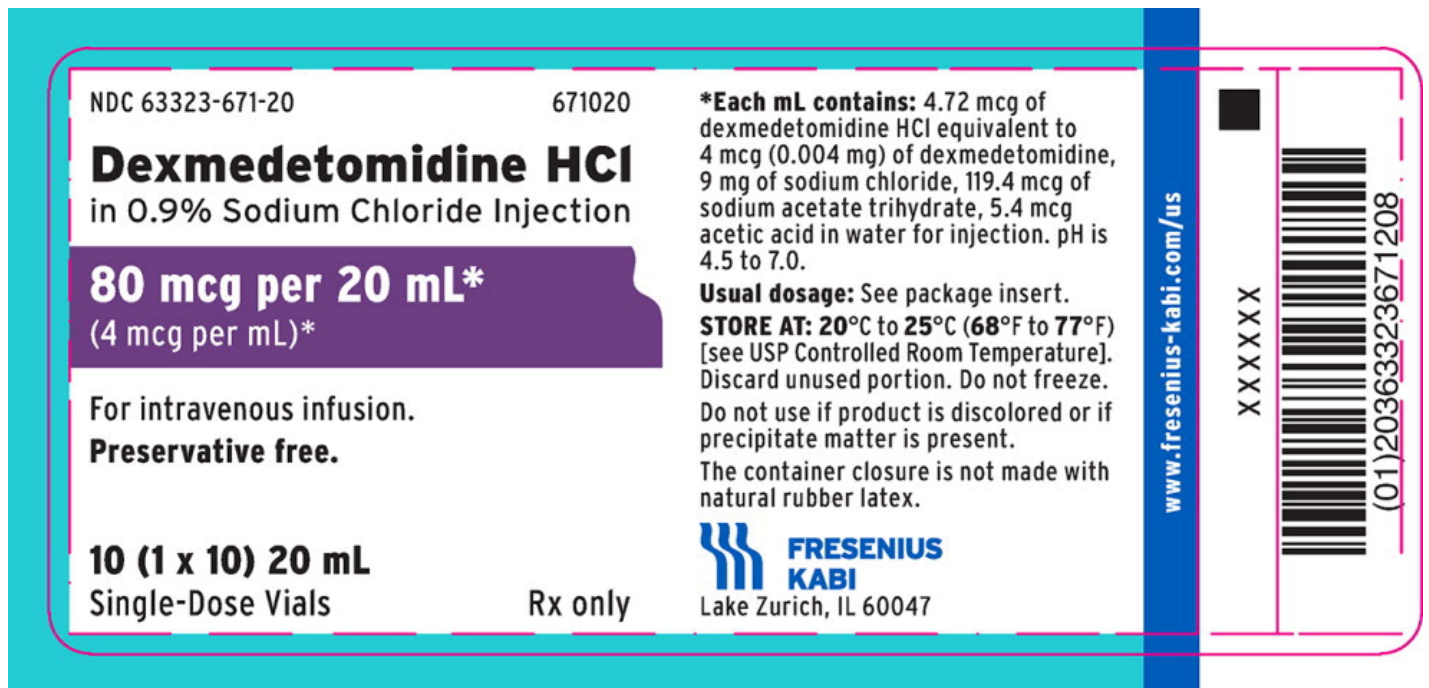 NDC 63323-671-20 671020
Dexmedetomidine HCl
in 0.9% Sodium Chloride Injection
80 mcg per 20 mL*
(4 mcg per mL)*
For intravenous infusion.
Preservative free.
10 (1 x 10) 20 mL
Single-Dose Vials Rx only
*Each mL contains: 4.72 mcg of
dexmedetomidine HCl equivalent to
4 mcg (0.004 mg) of dexmedetomidine,
9 mg of sodium chloride, 119.4 mcg of
sodium acetate trihydrate, 5.4 mcg
acetic acid in water for injection. pH is
4.5 to 7.0.
Usual dosage: See package insert.
STORE AT: 20°C to 25°C (68°F to 77°F)
[see USP Controlled Room Temperature].
Discard unused portion. Do not freeze.
Do not use if product is discolored or if
precipitate matter is present.
The container closure is not made with
natural rubber latex.
FRESENIUS
KABI
Lake Zurich, IL 60047
www.fresenius-kabi.com/us
XXXXXX
(01)20363323671208